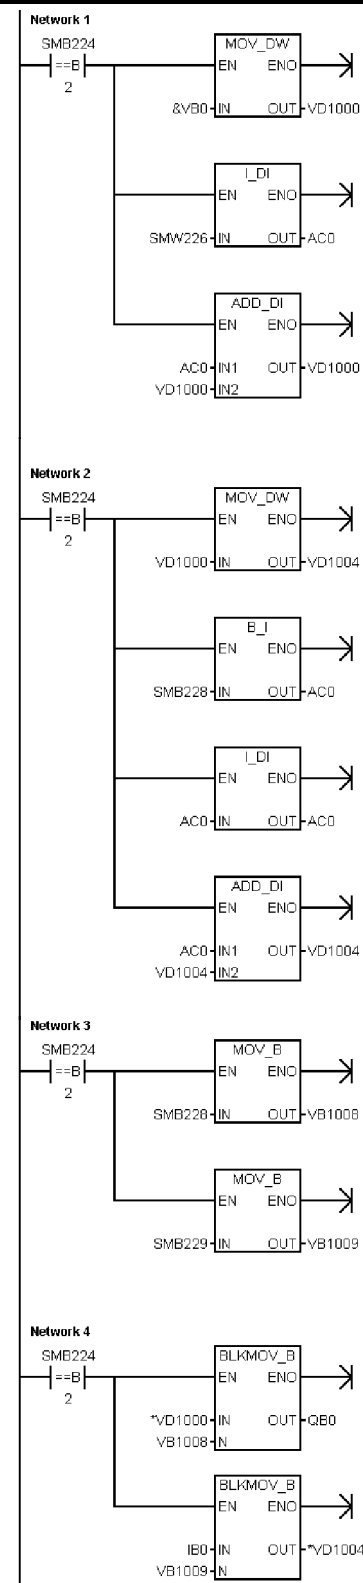 Network 1
SMB224
==B
2
MOV_DW
EN ENO
&VB0 IN OUT VD1000
I_DI
EN ENO
SMW226 IN OUT AC0
ADD_DI
EN ENO
AC0 IN1 OUT VD1000
VD1000 IN2
Network 2
SMB224
==B
2
MOV_DW
EN ENO
VD1000 IN OUT VD1004
B_I
EN ENO
SMB228 IN OUT AC0
I_DI
EN ENO
AC0 IN OUT AC0
ADD_DI
EN ENO
AC0 IN1 OUT VD1004
VD1004 IN2
Network 3
SMB224
==B
2
MOV_B
EN ENO
SMB228 IN OUT VB1008
MOV_B
EN ENO
SMB229 IN OUT VB1009
Network 4
SMB224
==B
2
BLKMOV_B
EN ENO
*VD1000 IN OUT QB0
VB1008 N
BLKMOV_B
EN ENO
IB0 IN OUT *VD1004
VB1009 N